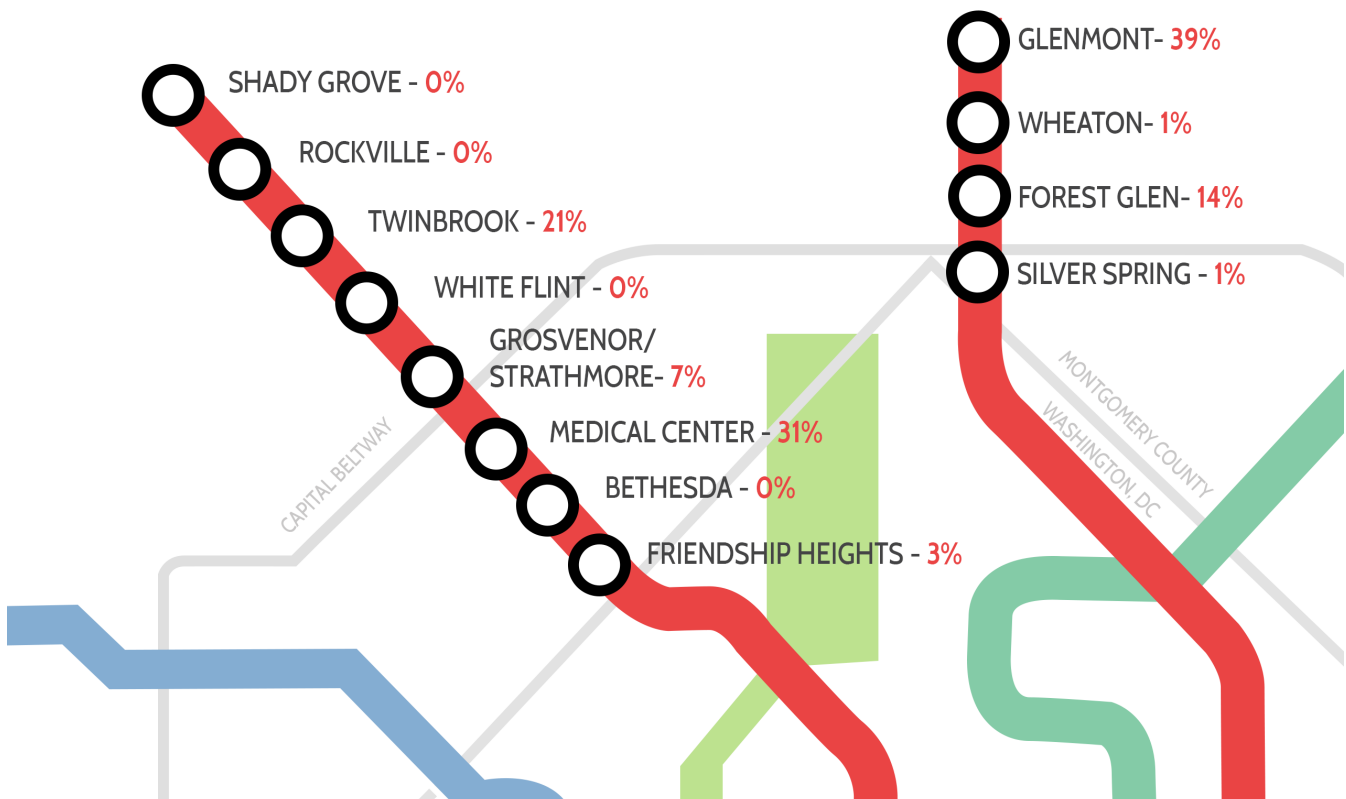 SHADY GROVE - 0%
ROCKVILLE - 0%
TWINBROOK - 21%
WHITE FLINT - 0%
GROSVENOR/
STRATHMORE- 7%
MEDICAL CENTER - 31%
BETHESDA - 0%
FRIENDSHIP HEIGHTS - 3%
GLENMONT- 39%
WHEATON- 1%
FOREST GLEN- 14%
SILVER SPRING - 1%
CAPITAL BELTWAY
MONTGOMERY COUNTY
WASHINGTON, DC